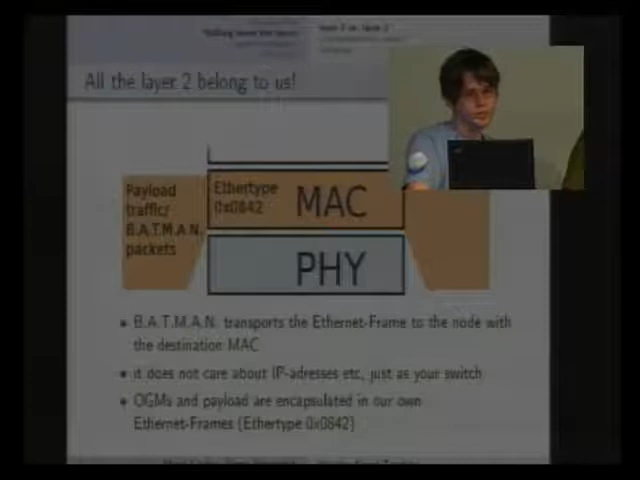 All the layer 2 belong to us!
Payload
traffic/
B.A.T.M.A.N.
packets
Ethertype
0x0842
MAC
PHY
B.A.T.M.A.N. transports the Ethernet-Frame to the node with
the destination MAC
it does not care about IP-adresses etc, just as your switch
OGMs and payload are encapsulated in our own
Ethernet-Frames (Ethertype 0x0842)